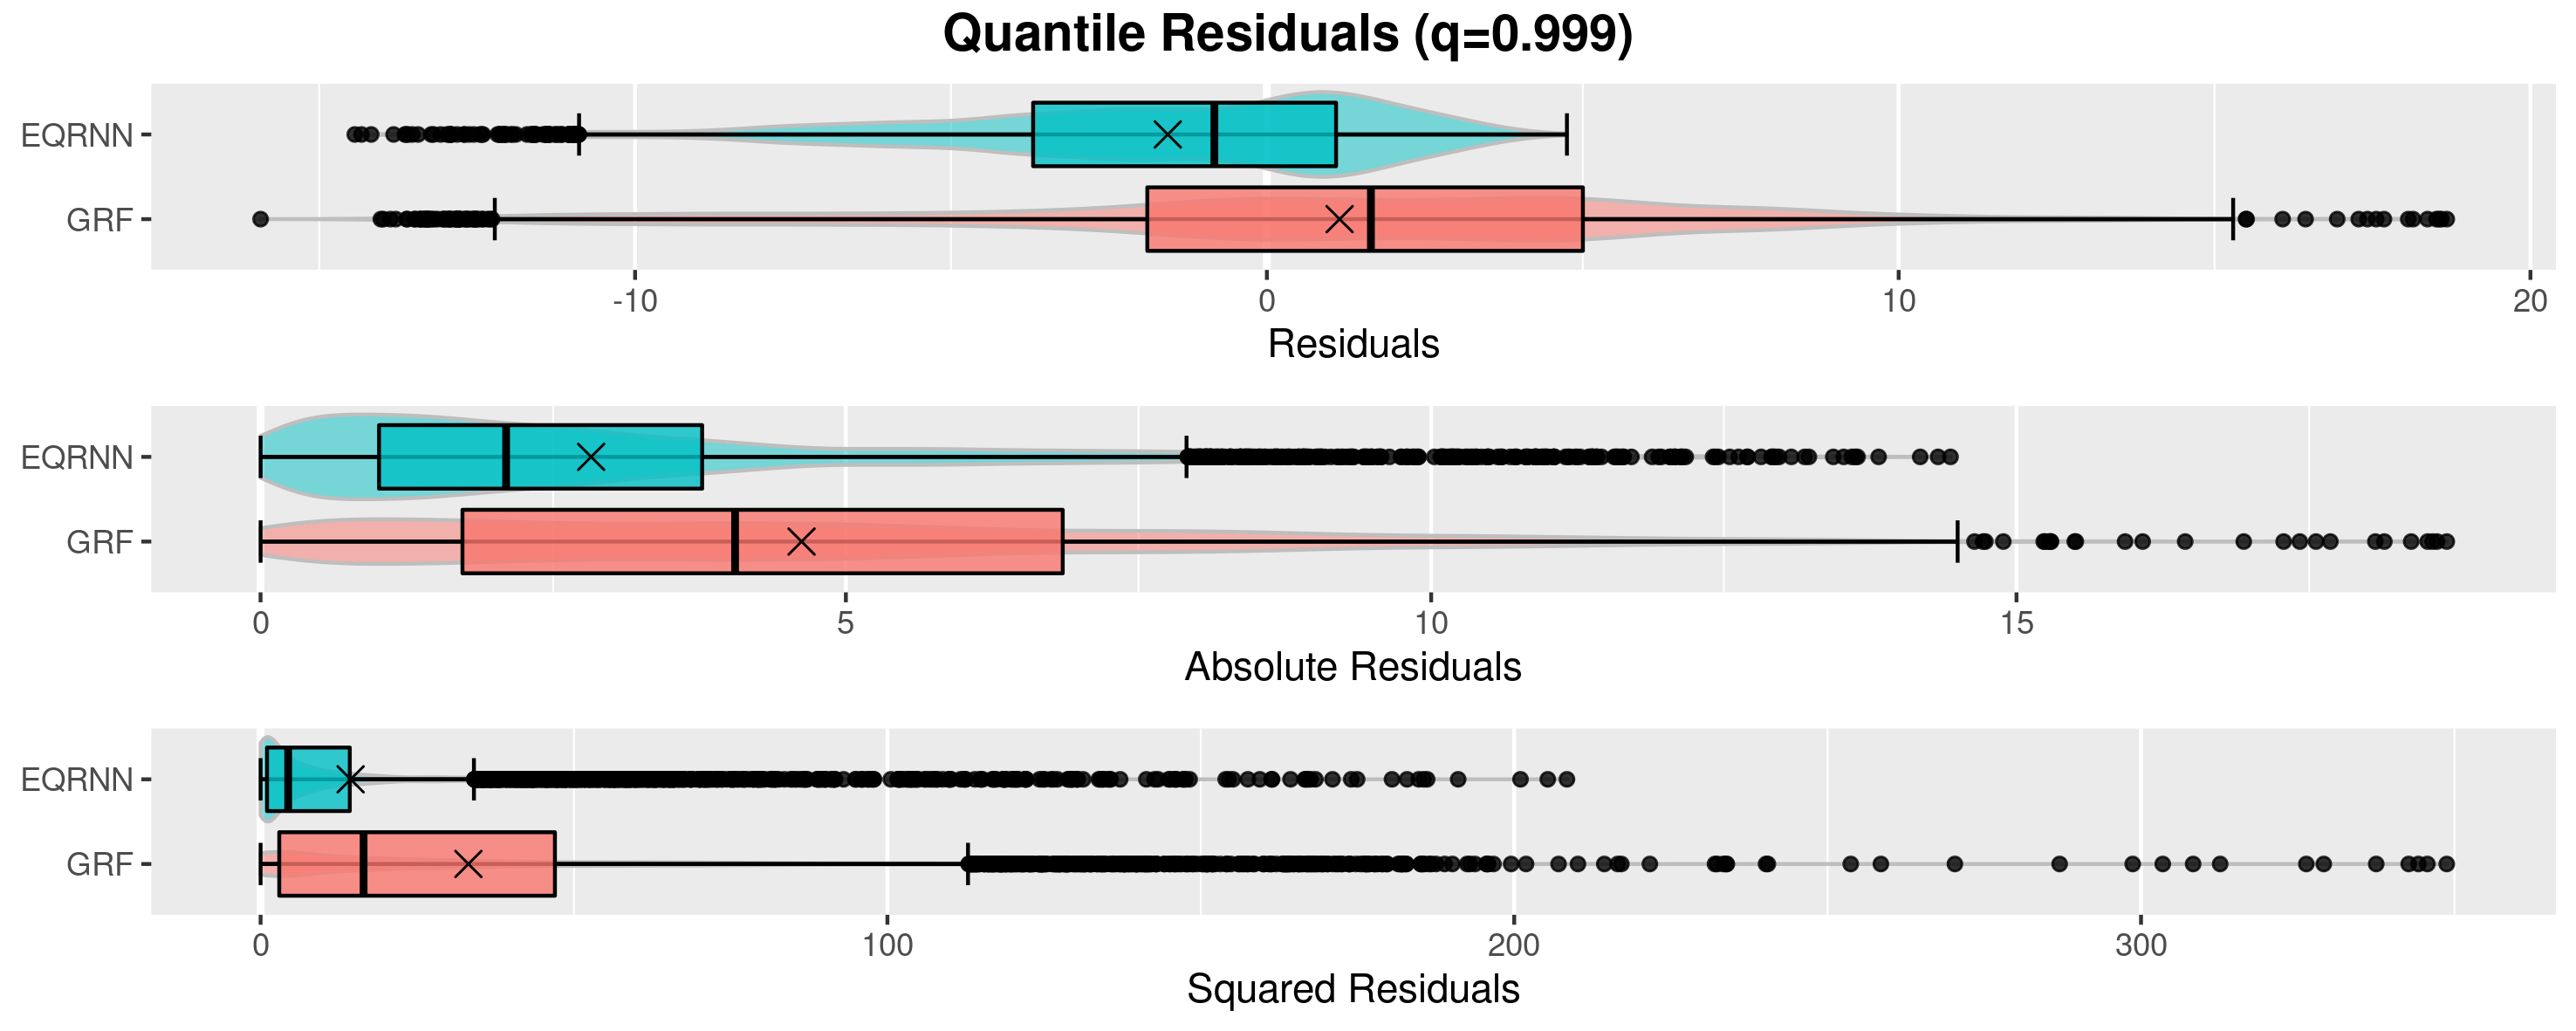 Quantile Residuals (q=0.999)
EQRNN
GRF
-10 0 10 20
Residuals
EQRNN
GRF
0 5 10 15
Absolute Residuals
EQRNN
GRF
0 100 200 300
Squared Residuals